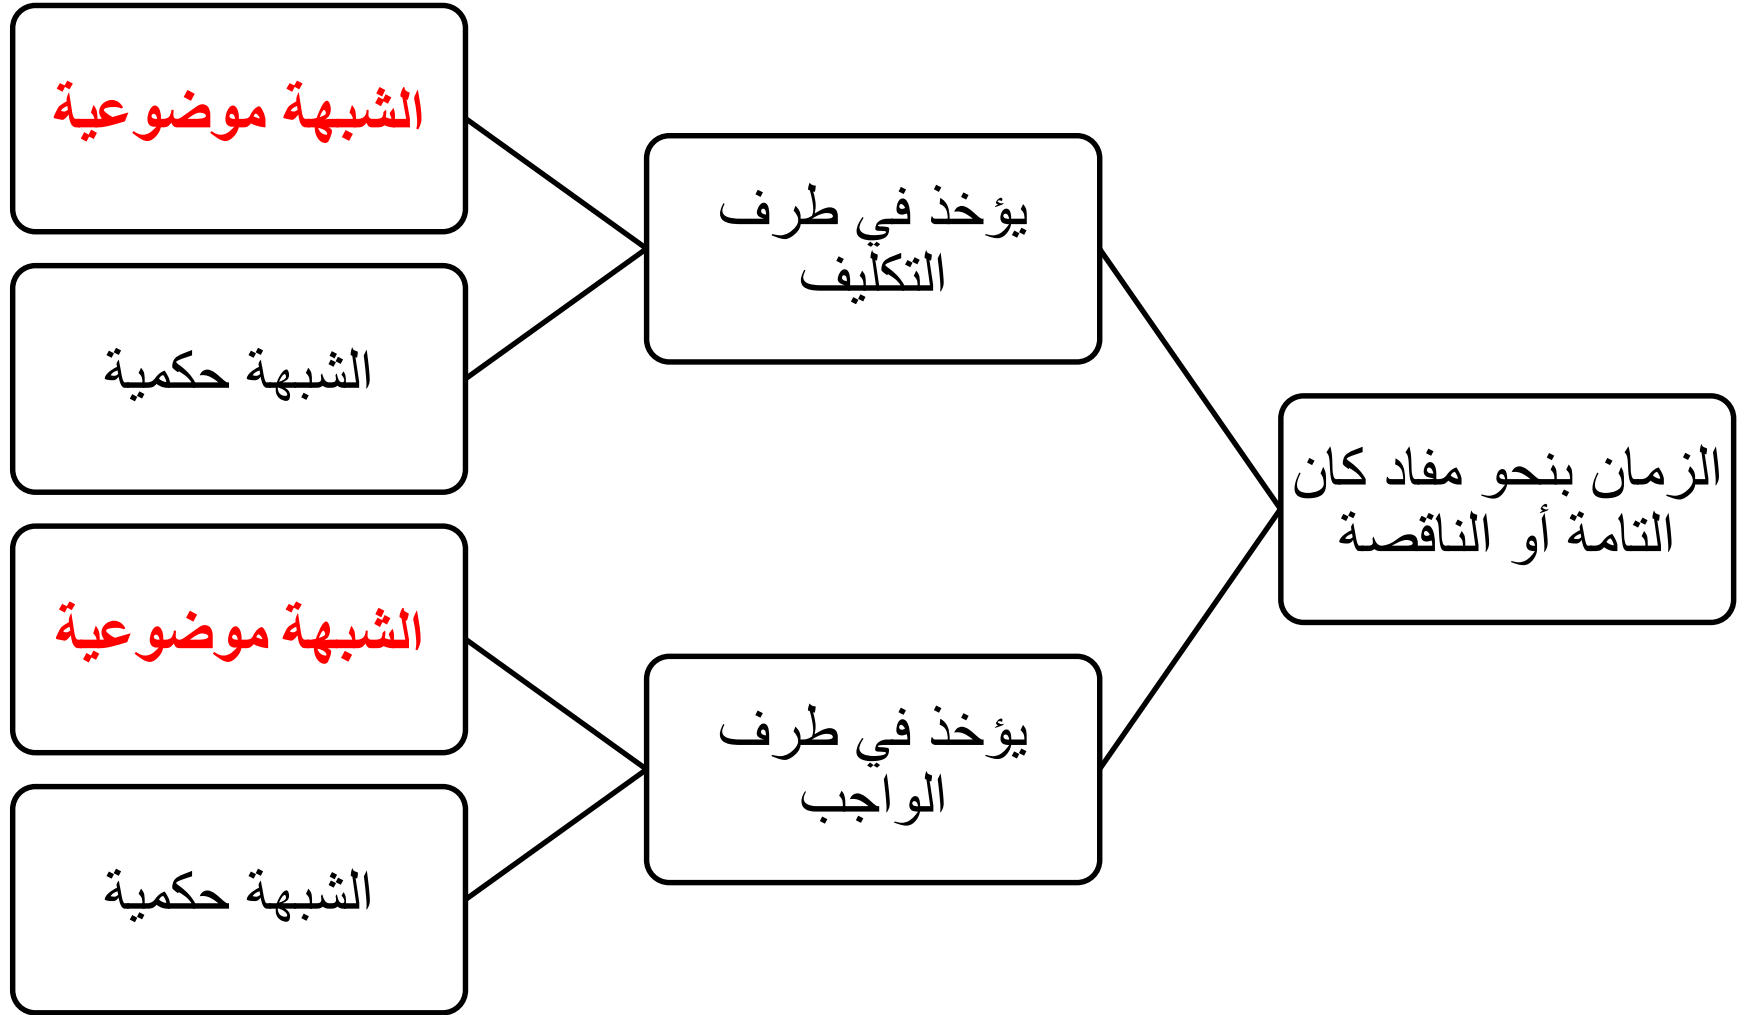 الزمان بنحو مفاد كان
التامة أو الناقصة
يؤخذ في طرف
التكليف
الشبهة موضوعية
الشبهة حكمية
يؤخذ في طرف
الواجب
الشبهة موضوعية
الشبهة حكمية